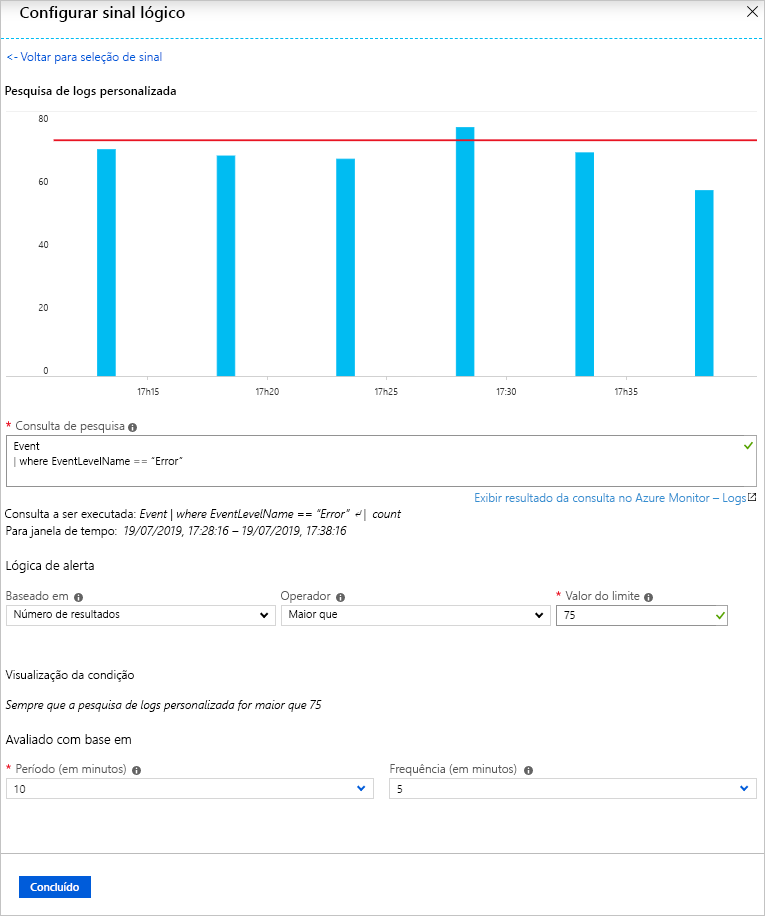 Configurar sinal lógico
<- Voltar para seleção de sinal
Pesquisa de logs personalizada
80
60
40
20
0
17h15 17h20 17h25 17:30 17h35
* Consulta de pesquisa
Event
| where EventLevelName == “Error”
Exibir resultado da consulta no Azure Monitor – Logs
Consulta a ser executada: Event | where EventLevelName == “Error” ↵ | count
Para janela de tempo: 19/07/2019, 17:28:16 – 19/07/2019, 17:38:16
Lógica de alerta
Baseado em Operador * Valor do limite
Número de resultados Maior que 75
Visualização da condição
Sempre que a pesquisa de logs personalizada for maior que 75
Avaliado com base em
* Período (em minutos) Frequência (em minutos)
10 5
Concluído